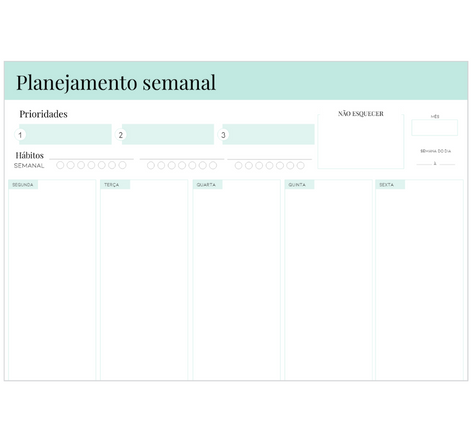 Planejamento semanal
Prioridades
NÃO ESQUECER
MÊS
1
2
3
Hábitos
SEMANAL
SEMANA DO DIA
A
SEGUNDA
TERÇA
QUARTA
QUINTA
SEXTA